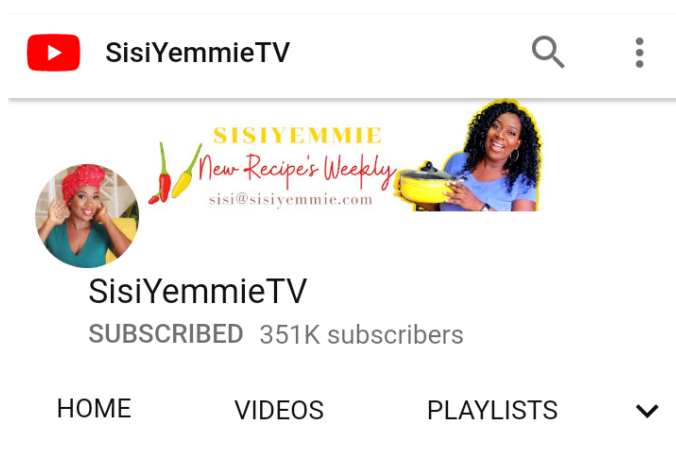 SisiYemmieTV
SISIYEMMIE
New Recipe's Weekly
sisi@sisiyemmie.com
SisiYemmieTV
SUBSCRIBED 351K subscribers
HOME VIDEOS PLAYLISTS